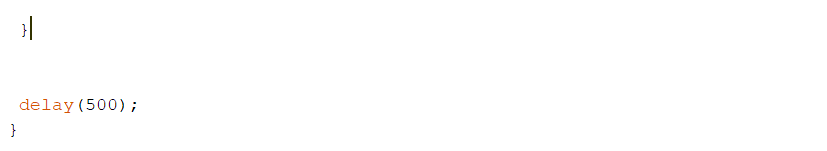 }
delay(500);
}